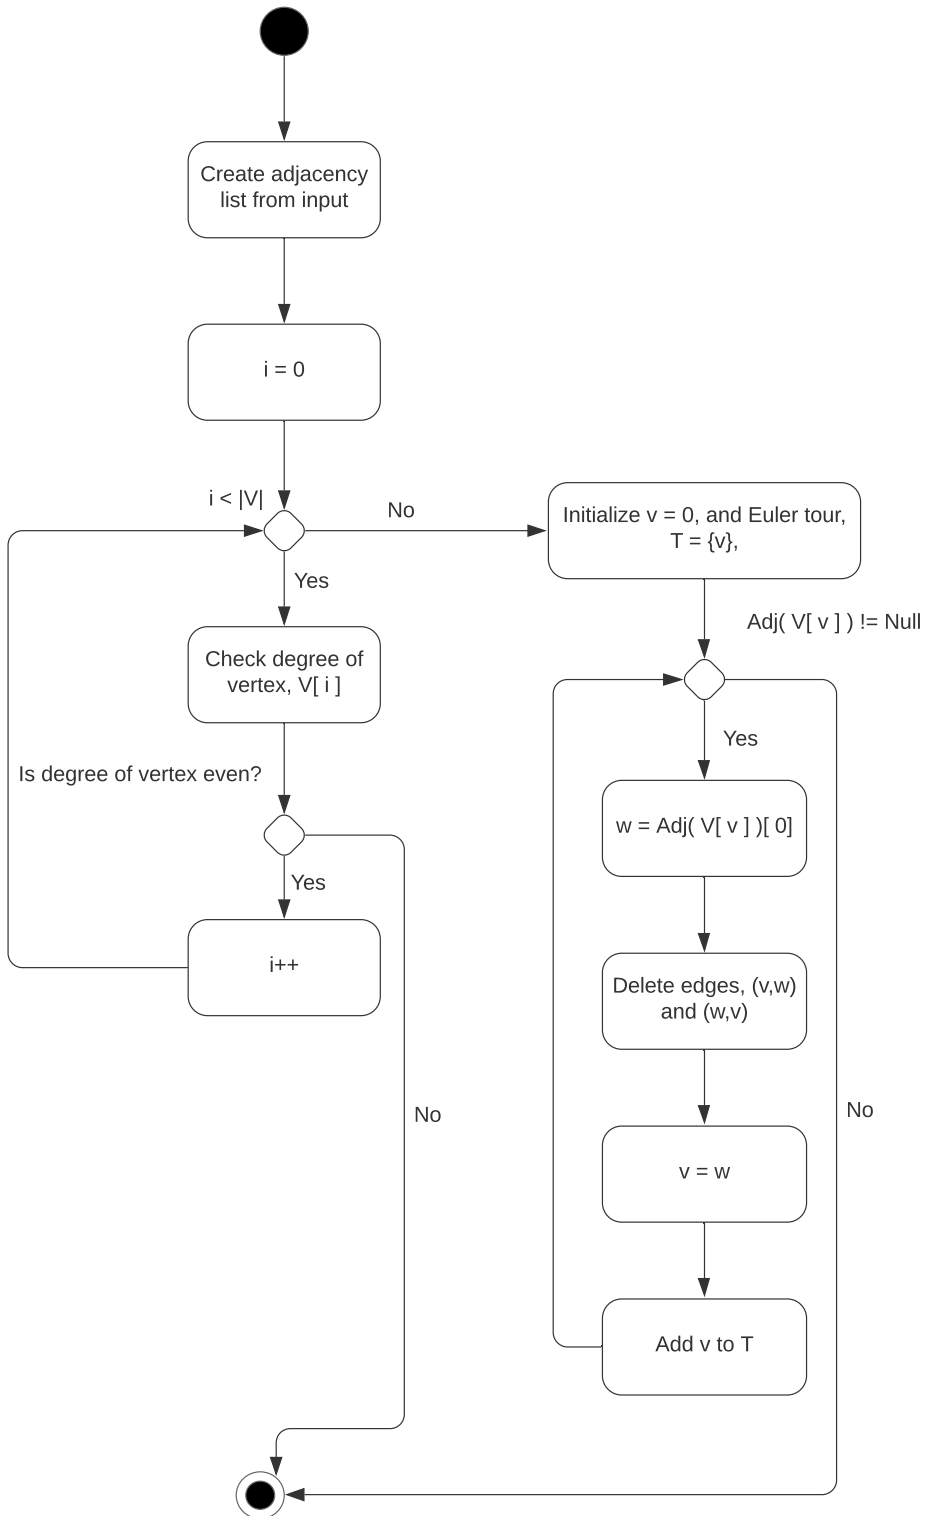 Create adjacency
list from input
i = 0
i < |V|
No
Yes
Check degree of
vertex, V[ i ]
Is degree of vertex even?
Yes
i++
No
Initialize v = 0, and Euler tour,
T = {v},
Adj( V[ v ] ) != Null
Yes
w = Adj( V[ v ] )[ 0]
Delete edges, (v,w)
and (w,v)
v = w
Add v to T
No